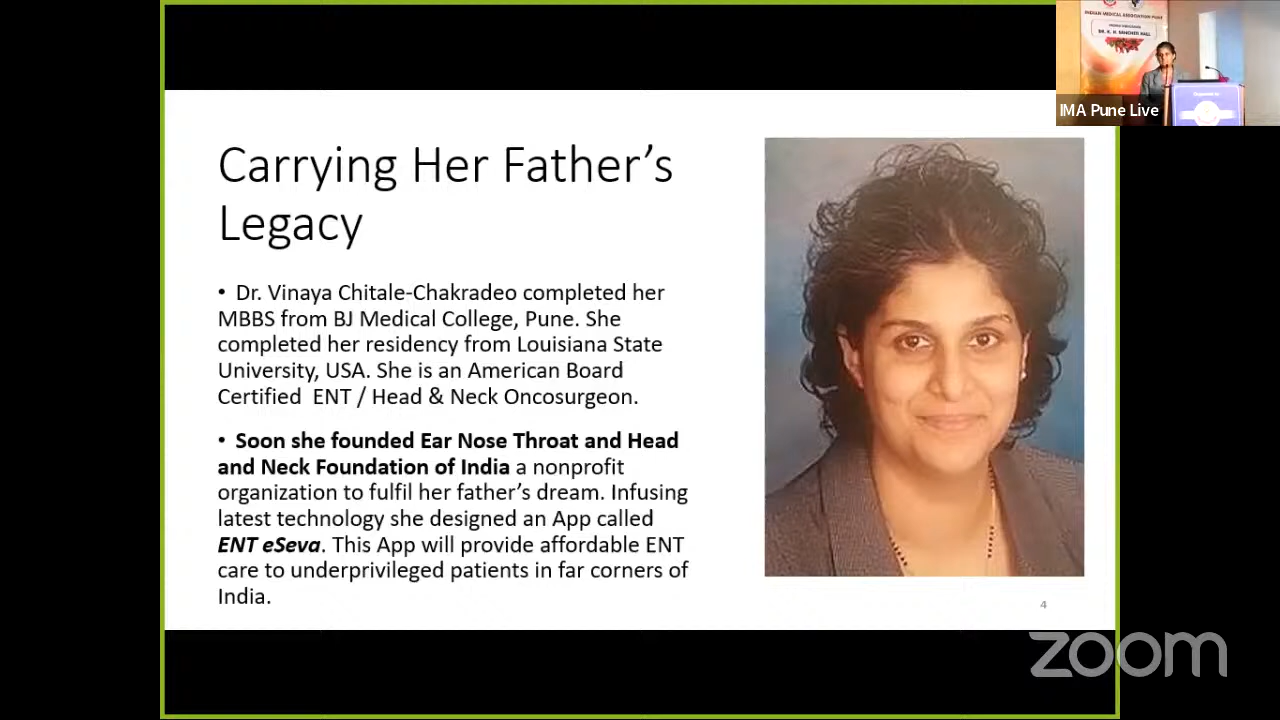 Carrying Her Father’s
Legacy
• Dr. Vinaya Chitale-Chakradeo completed her
MBBS from BJ Medical College, Pune. She
completed her residency from Louisiana State
University, USA. She is an American Board
Certified ENT / Head & Neck Oncosurgeon.
• Soon she founded Ear Nose Throat and Head
and Neck Foundation of India a nonprofit
organization to fulfil her father’s dream. Infusing
latest technology she designed an App called
ENT eSeva. This App will provide affordable ENT
care to underprivileged patients in far corners of
India.
4
INDIAN MEDICAL ASSOCIATION PUNE
IMA Pune Live
zoom